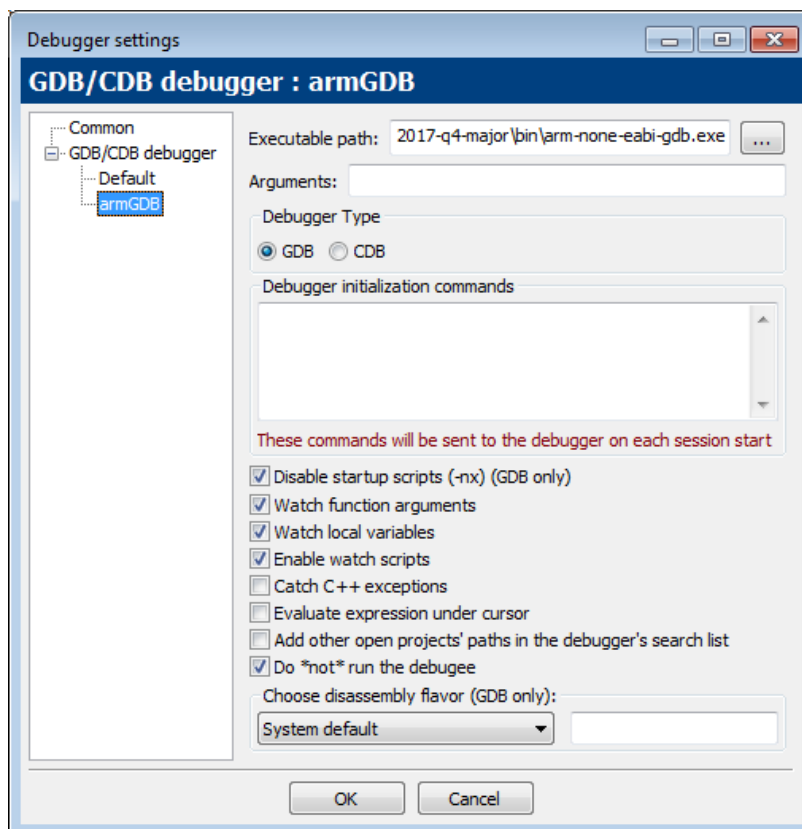 Debugger settings
GDB/CDB debugger : armGDB
Common
GDB/CDB debugger
Default
armGDB
Executable path: 2017-q4-major\bin\arm-none-eabi-gdb.exe ...
Arguments:
Debugger Type
GDB CDB
Debugger initialization commands
These commands will be sent to the debugger on each session start
Disable startup scripts (-nx) (GDB only)
Watch function arguments
Watch local variables
Enable watch scripts
Catch C++ exceptions
Evaluate expression under cursor
Add other open projects' paths in the debugger's search list
Do *not* run the debugee
Choose disassembly flavor (GDB only):
System default
OK Cancel